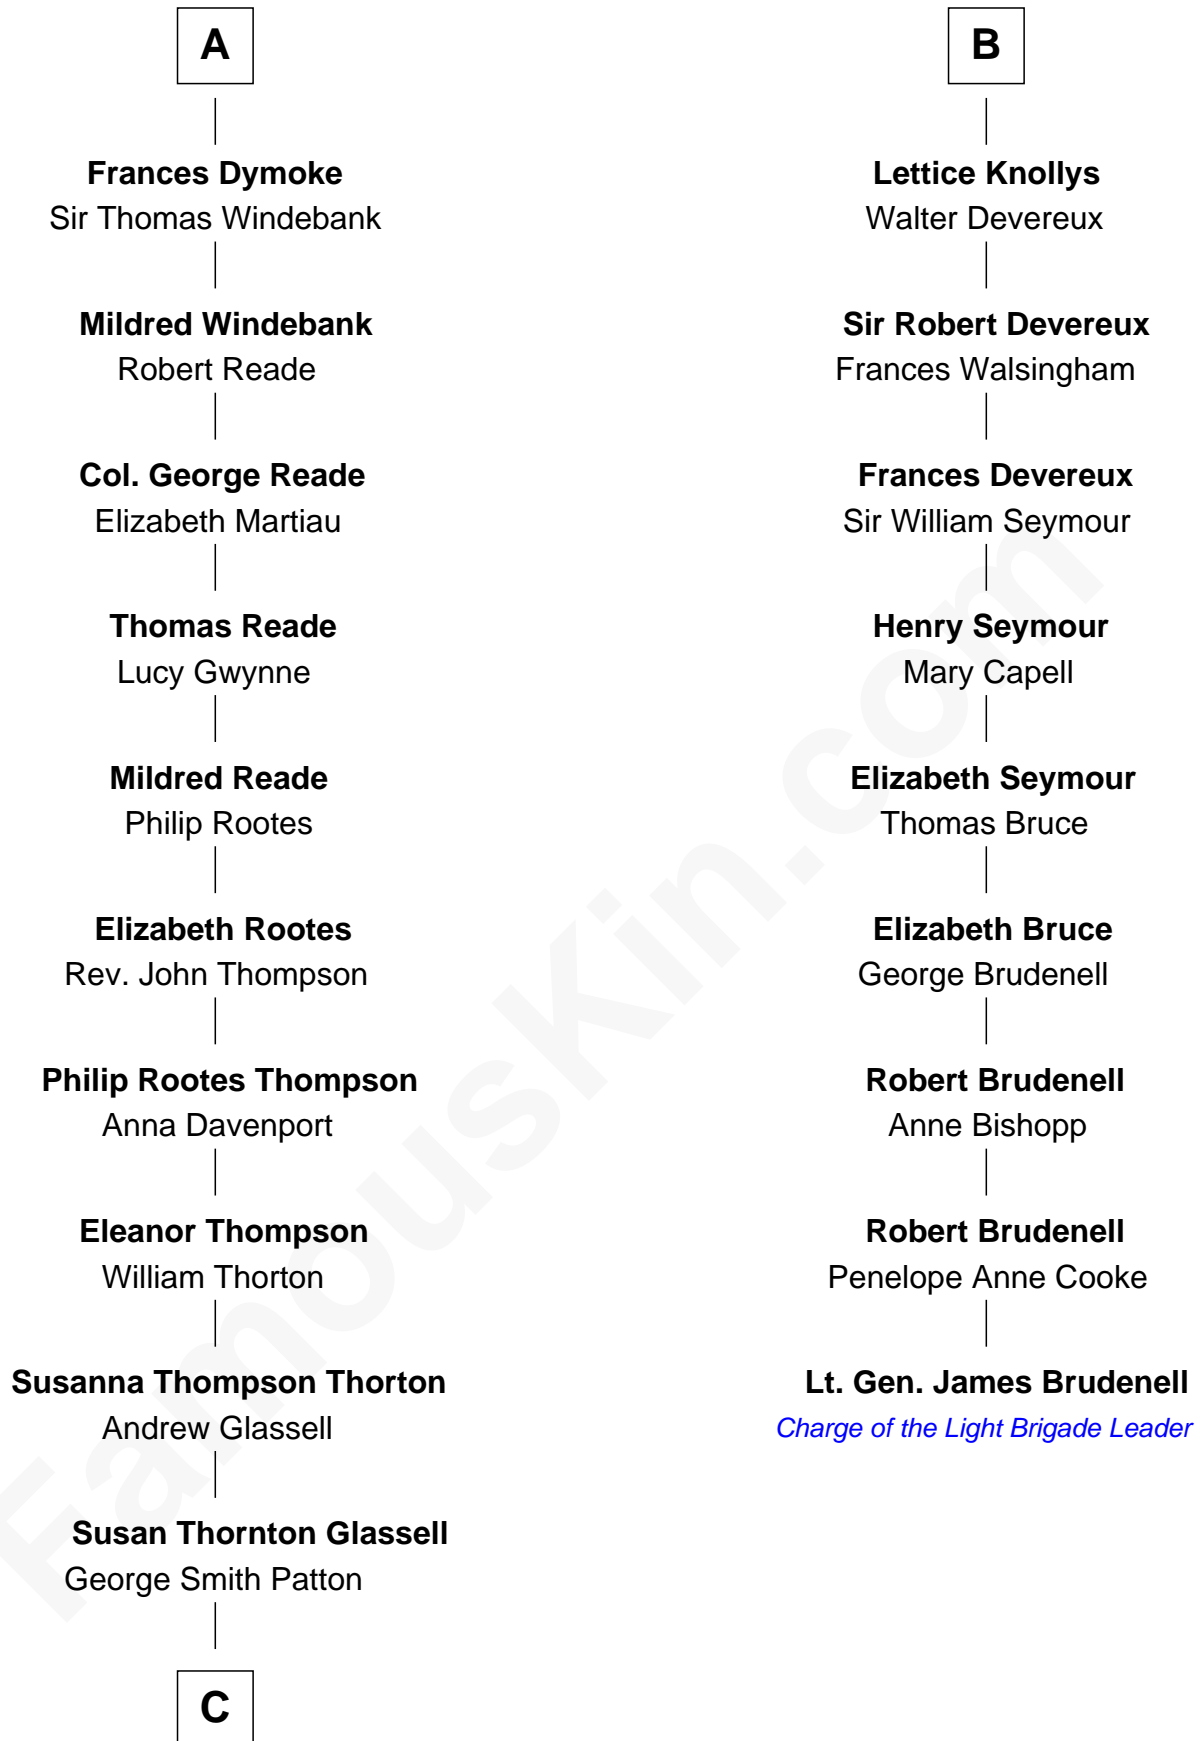 A
Frances Dymoke
Sir Thomas Windebank
Mildred Windebank
Robert Reade
Col. George Reade
Elizabeth Martiau
Thomas Reade
Lucy Gwynne
Mildred Reade
Philip Rootes
Elizabeth Rootes
Rev. John Thompson
Philip Rootes Thompson
Anna Davenport
Eleanor Thompson
William Thorton
Susanna Thompson Thorton
Andrew Glassell
Susan Thornton Glassell
George Smith Patton
C
B
Lettice Knollys
Walter Devereux
Sir Robert Devereux
Frances Walsingham
Frances Devereux
Sir William Seymour
Henry Seymour
Mary Capell
Elizabeth Seymour
Thomas Bruce
Elizabeth Bruce
George Brudenell
Robert Brudenell
Anne Bishopp
Robert Brudenell
Penelope Anne Cooke
Lt. Gen. James Brudenell
Charge of the Light Brigade Leader
FamousKin.com